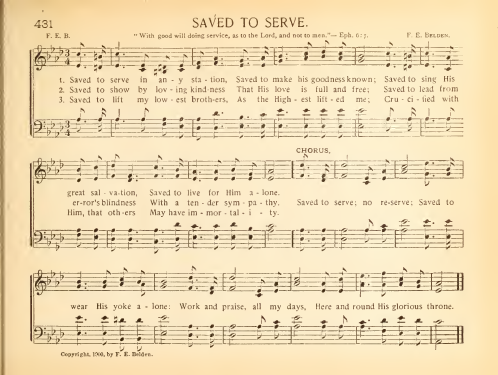 431
SAVED TO SERVE.
F. E. B. "With good will doing service, as to the Lord, and not to men."—Eph. 6:7. F. E. BELDEN.
1. Saved to serve in an - y sta - tion, Saved to make his goodness known; Saved to sing His
2. Saved to show by lov - ing kind-ness That His love is full and free; Saved to lead from
3. Saved to lift my low - est broth-ers, As the High - est lift - ed me; Cru - ci - fied with
CHORUS,
great sal - va-tion, Saved to live for Him a - lone.
er-ror's blindness With a ten - der sym - pa - thy. Saved to serve; no re-serve; Saved to
Him, that oth-ers May have im - mor - tal - i - ty.
wear His yoke a - lone: Work and praise, all my days, Here and round His glorious throne.
Copyright, 1900, by F. E. Belden.